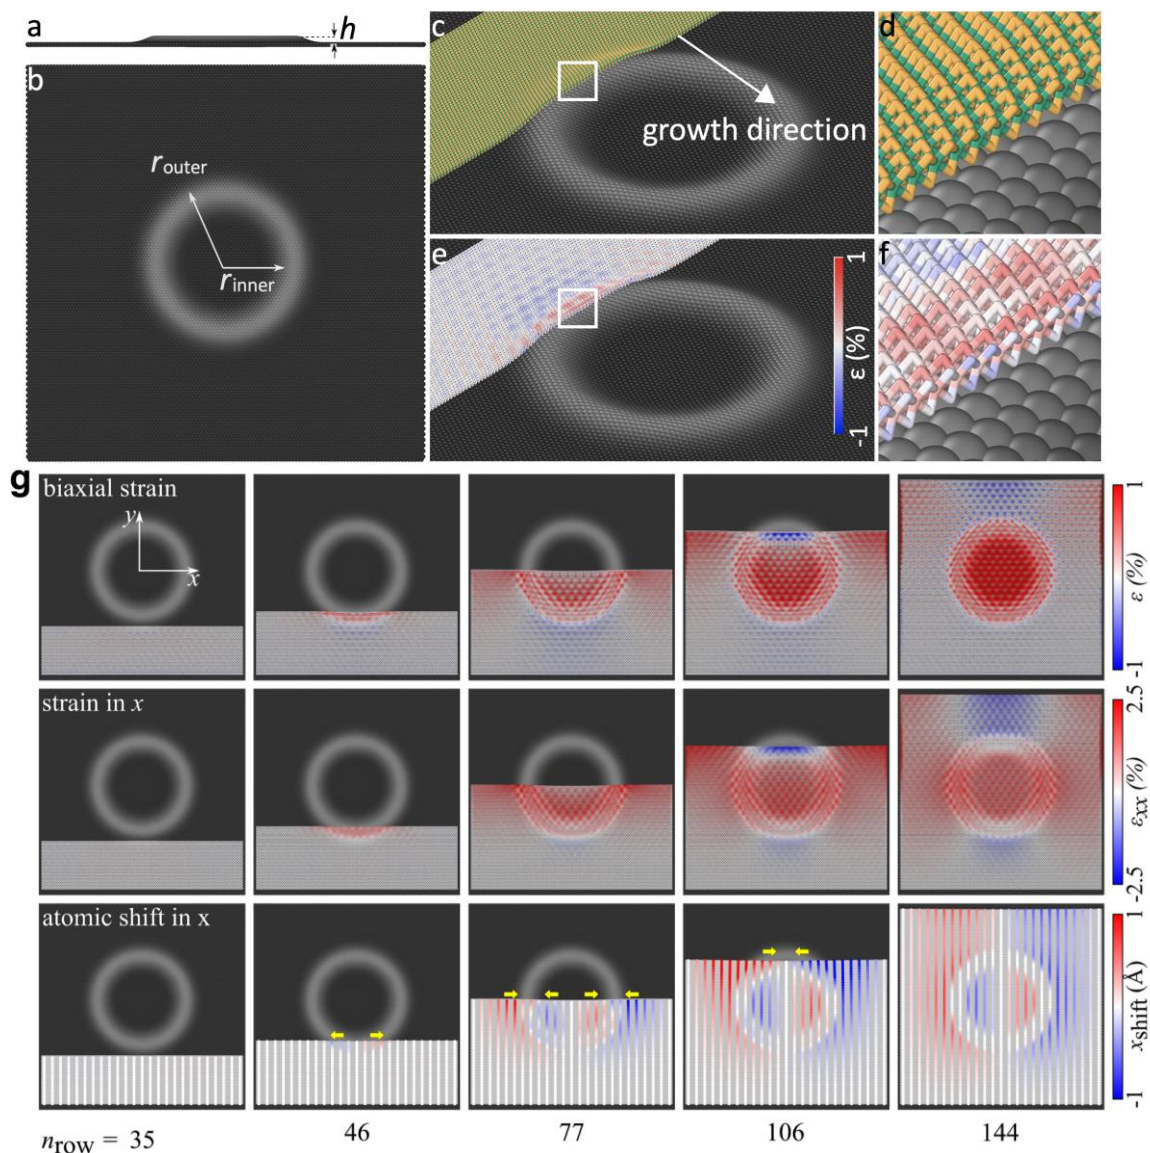 a
h
b
r outer
r inner
c
growth direction
d
e
1
ε (%)
-1
f
g
biaxial strain
y
x
1
ε (%)
-1
strain in x
2.5
εxx (%)
-2.5
atomic shift in x
1
xshift (Å)
-1
nrow = 35
46
77
106
144